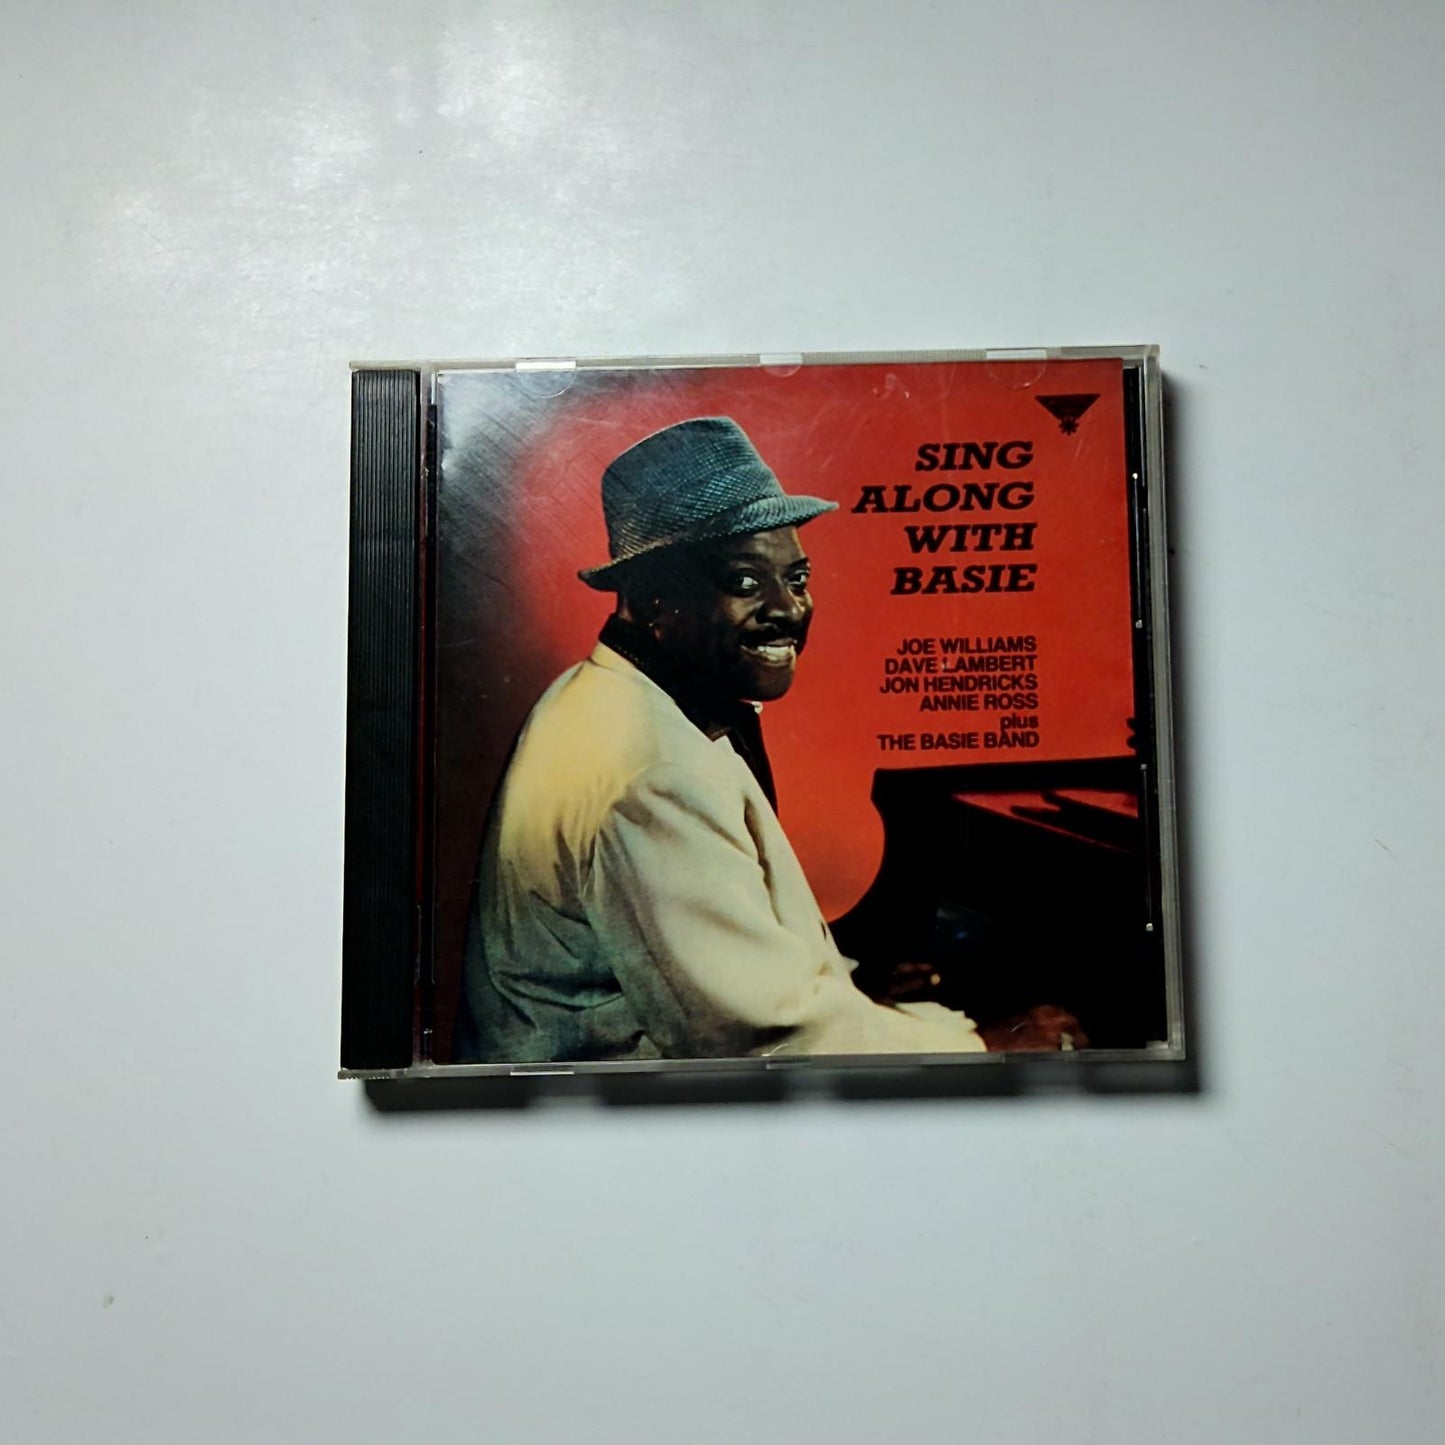 SING
ALONG
WITH
BASIE
JOE WILLIAMS
DAVE LAMBERT
JON HENDRICKS
ANNIE ROSS
plus
THE BASIE BAND